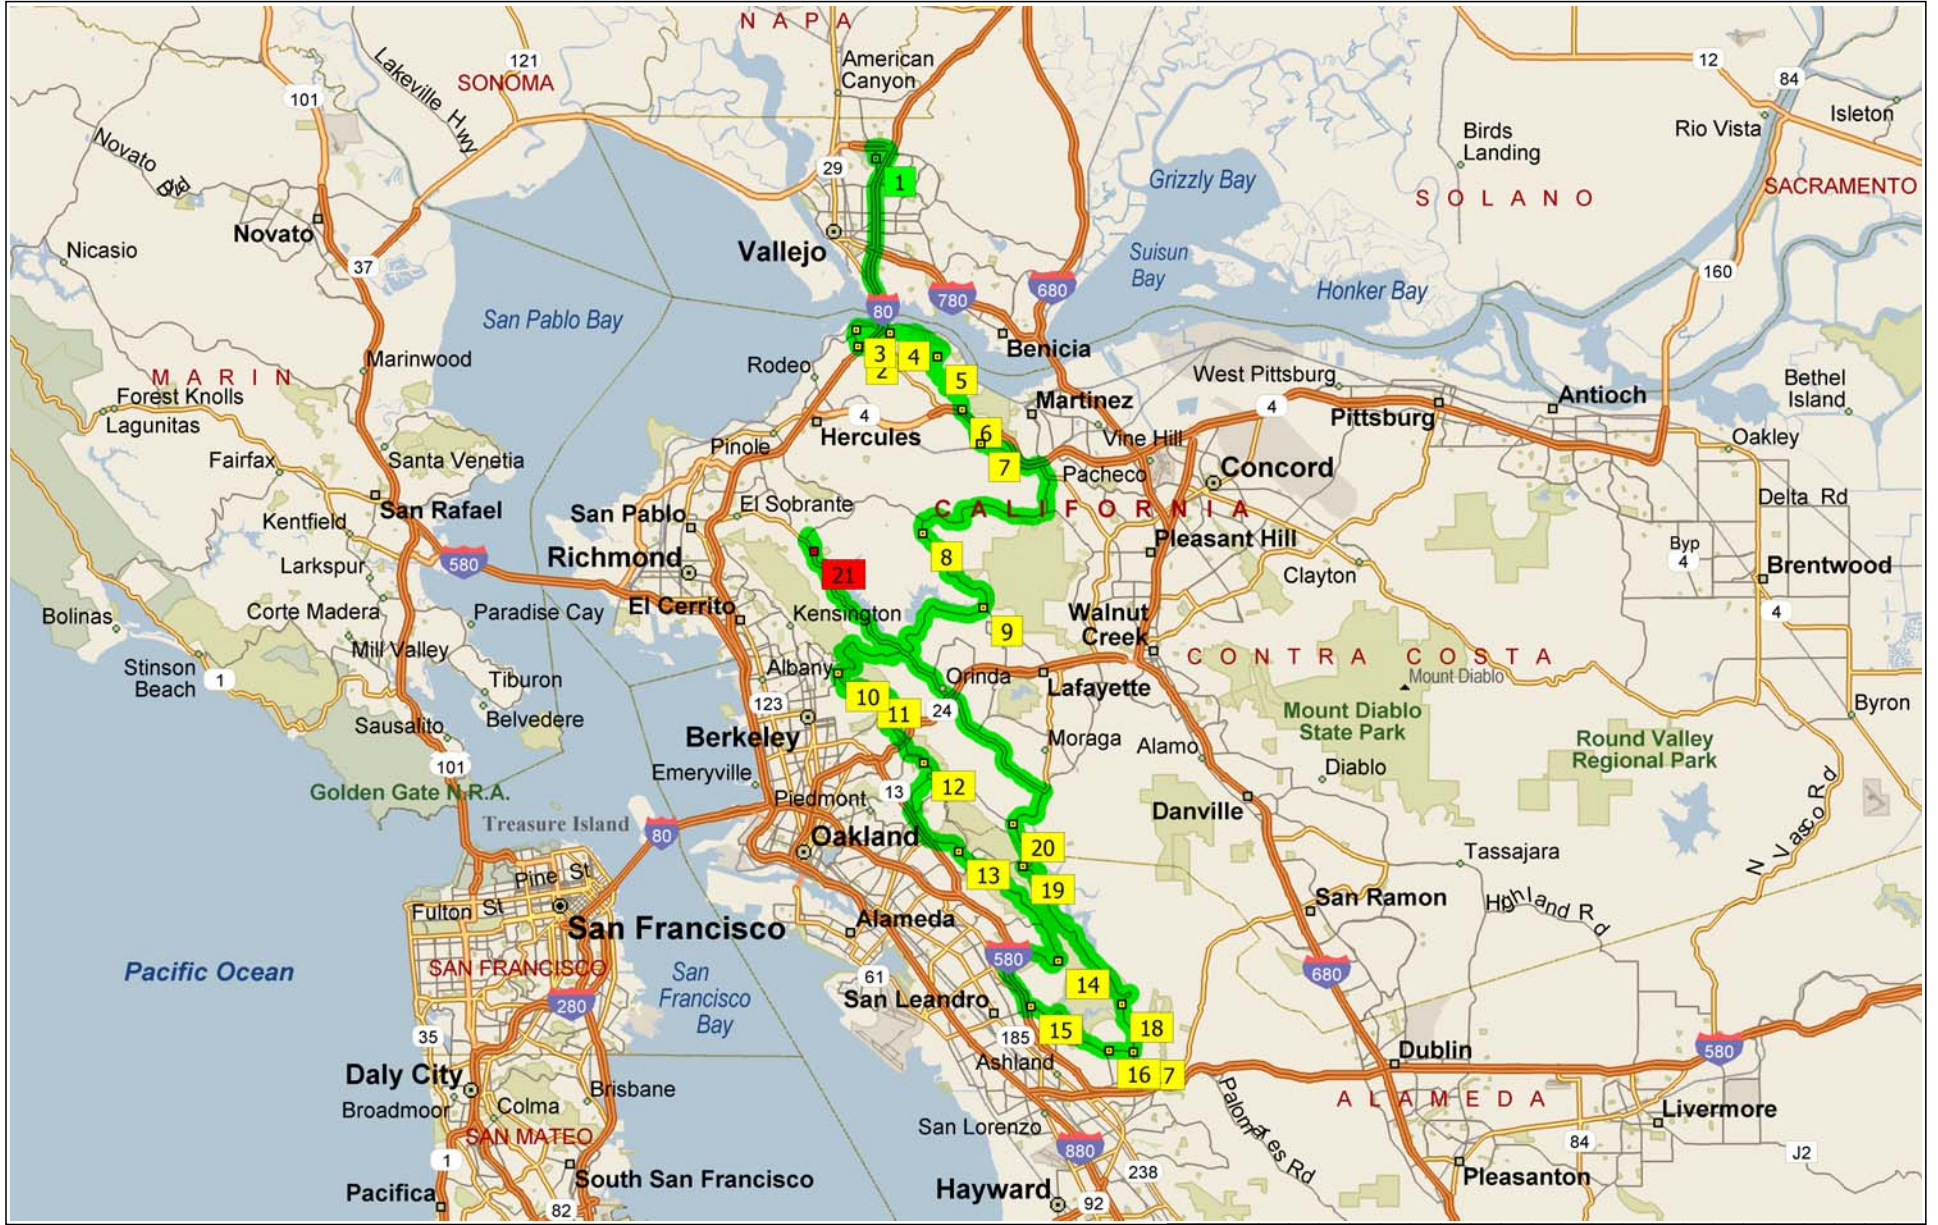 N A P A
121
American
Canyon
SONOMA
Lakeville Hwy
101
12
84
Isleton
Rio Vista
Birds
Landing
Novato Blvd
29
1
Grizzly Bay
S O L A N O
SACRAMENTO
Novato
Vallejo
Nicasio
37
Suisun
Bay
160
80
780
680
Honker Bay
San Pablo Bay
Benicia
3
4
2
5
Marinwood
Rodeo
M A R I N
Forest Knolls
Lagunitas
West Pittsburg
Antioch
Bethel
Island
Martinez
4
4
Pittsburg
Hercules
6
Vine Hill
Oakley
Pinole
7
Fairfax
Santa Venetia
Pacheco
Concord
Delta Rd
San Rafael
El Sobrante
C A L I F O R N I A
San Pablo
Kentfield
Pleasant Hill
Byp
4
Richmond
8
580
Larkspur
21
Clayton
Brentwood
Bolinas
Corte Madera
Paradise Cay
El Cerrito
Kensington
Walnut
Creek
4
9
Mill Valley
Stinson
Beach
1
Albany
C O N T R A C O S T A
Mount Diablo
Tiburon
Orinda
Lafayette
10
123
11
24
Belvedere
Sausalito
Byron
Mount Diablo
State Park
Berkeley
Moraga
Alamo
Round Valley
Regional Park
101
Emeryville
Diablo
Golden Gate N.R.A.
12
13
Piedmont
Danville
Treasure Island
80
Oakland
N Vasco Rd
20
Tassajara
Pine St
13
19
San Ramon
Highland Rd
Fulton St
San Francisco
Alameda
580
Pacific Ocean
SAN FRANCISCO
San
Francisco
Bay
61
680
14
San Leandro
280
15
18
35
185
Ashland
580
Dublin
Daly City
16
7
Brisbane
Broadmoor
Colma
Palomares Rd
A L A M E D A
Livermore
San Lorenzo
SAN MATEO
880
84
J2
1
238
South San Francisco
Pleasanton
Pacifica
Hayward
92
82